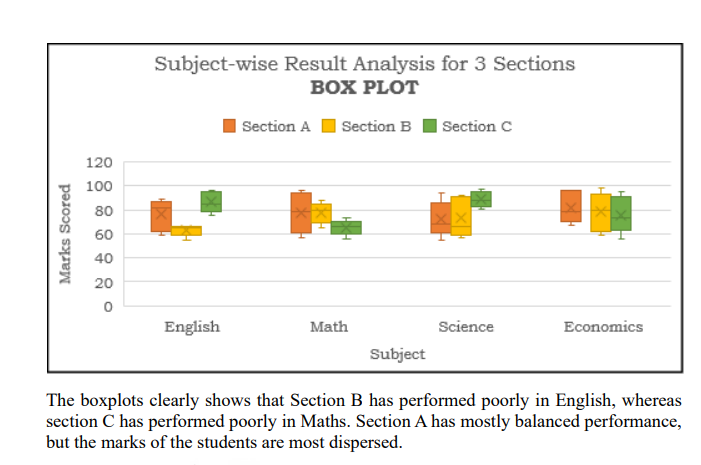 Subject-wise Result Analysis for 3 Sections
BOX PLOT
Section A Section B Section C
Marks Scored
120
100
80
60
40
20
0
English Math Science Economics
Subject
The boxplots clearly shows that Section B has performed poorly in English, whereas
section C has performed poorly in Maths. Section A has mostly balanced performance,
but the marks of the students are most dispersed.